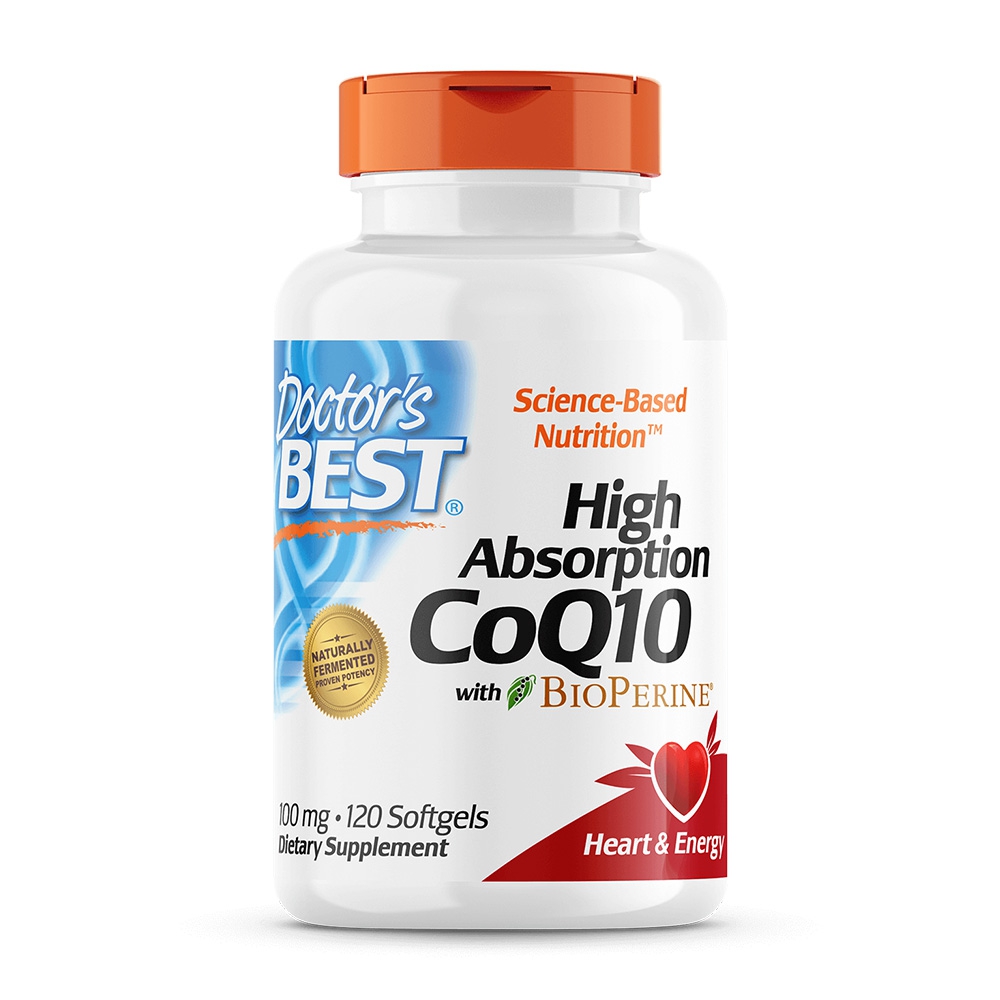 Doctor's
BEST®
Science-Based
Nutrition™
High
Absorption
CoQ10
with BIOPERINE®
NATURALLY
FERMENTED
PROVEN POTENCY
100 mg • 120 Softgels
Dietary Supplement
Heart & Energy